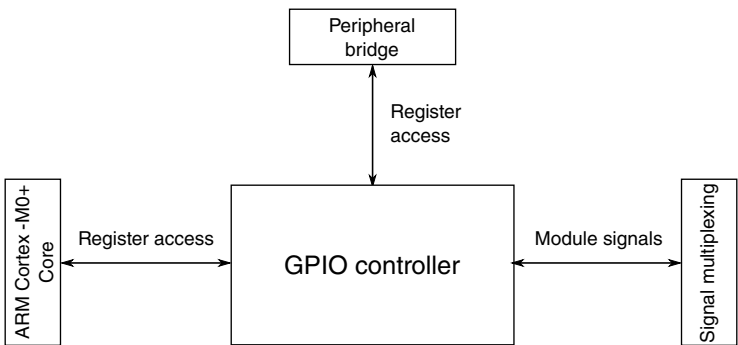 Peripheral
bridge
Register
access
ARM Cortex -M0+
Core
Register access
GPIO controller
Module signals
Signal multiplexing